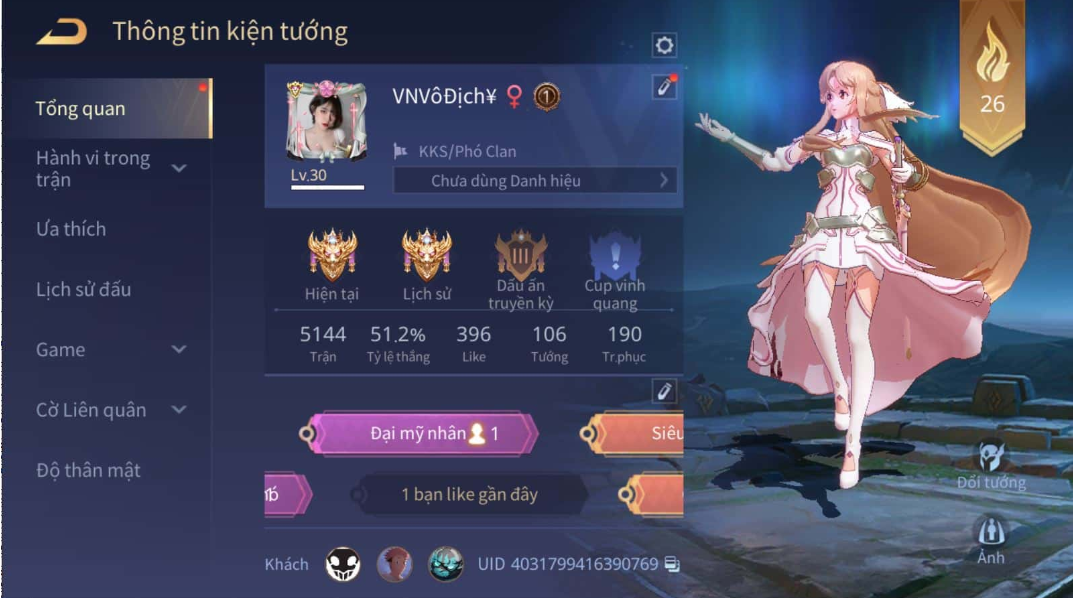 Thông tin kiện tướng
Tổng quan
Hành vi trong
trận
Ưa thích
Lịch sử đấu
Game
Cờ Liên quân
Độ thân mật
VNVôĐịch¥
1
KKS/Phó Clan
Lv.30
Chưa dùng Danh hiệu
Hiện tại
Lịch sử
Dấu ấn
truyền kỳ
Cúp vinh
quang
5144
51.2%
396
106
190
Trận
Tỷ lệ thắng
Like
Tướng
Tr.phục
Đại mỹ nhân 1
Siêu
1 bạn like gần đây
Khách
UID 4031799416390769
26
Đổi tướng
Ảnh